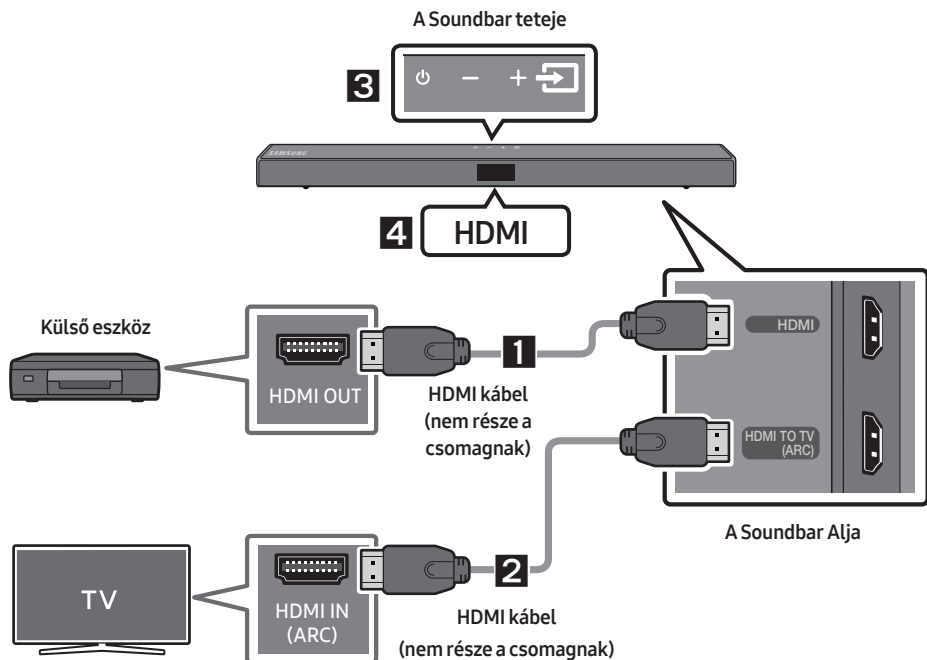 A Soundbar teteje
3
SAMSUNG
4
HDMI
Külső eszköz
HDMI OUT
1
HDMI kábel
(nem része a
csomagnak)
HDMI
HDMI TO TV
(ARC)
A Soundbar Alja
TV
HDMI IN
(ARC)
2
HDMI kábel
(nem része a csomagnak)